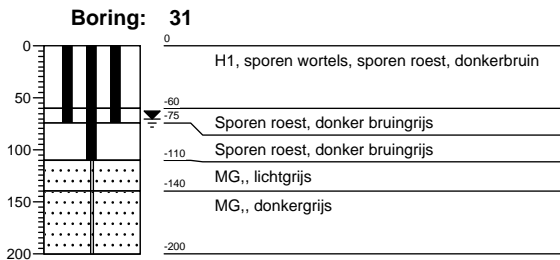 Boring: 31
0
50
100
150
200
0
H1, sporen wortels, sporen roest, donkerbruin
-60
-75
Sporen roest, donker bruingrijs
-110
Sporen roest, donker bruingrijs
-140
MG,, lichtgrijs
MG,, donkergrijs
-200